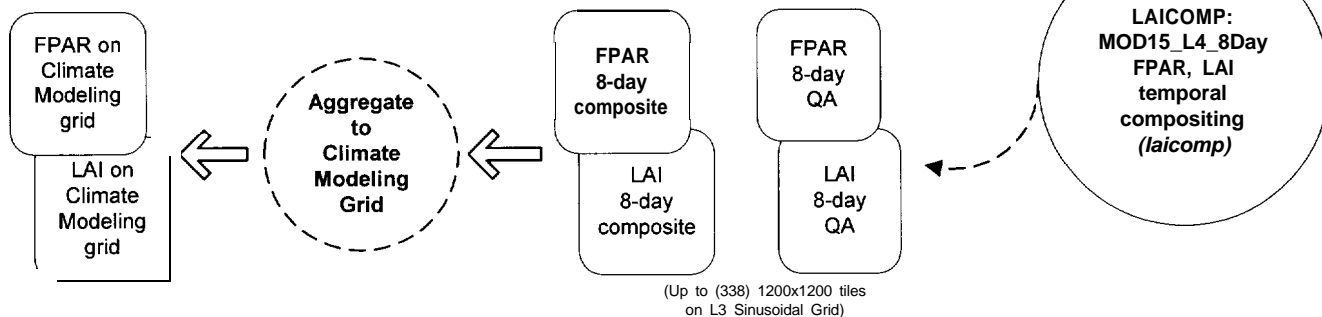 FPAR on
Climate
Modeling
grid
LAI on
Climate
Modeling
grid
Aggregate
to
Climate
Modeling
Grid
FPAR
8-day
composite
LAI
8-day
composite
FPAR
8-day
QA
LAI
8-day
QA
(Up to (338) 1200x1200 tiles
on L3 Sinusoidal Grid)
LAICOMP:
MOD15_L4_8Day
FPAR, LAI
temporal
compositing
(laicomp)